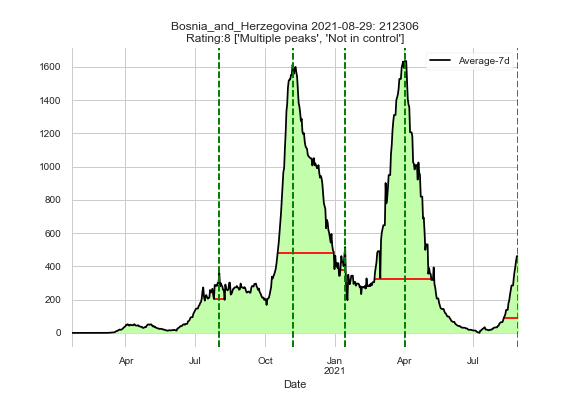 Bosnia_and_Herzegovina 2021-08-29: 212306
Rating:8 ['Multiple peaks', 'Not in control']
Average-7d
1600
1400
1200
1000
800
600
400
200
0
Apr Jul Oct Jan Apr Jul
2021
Date